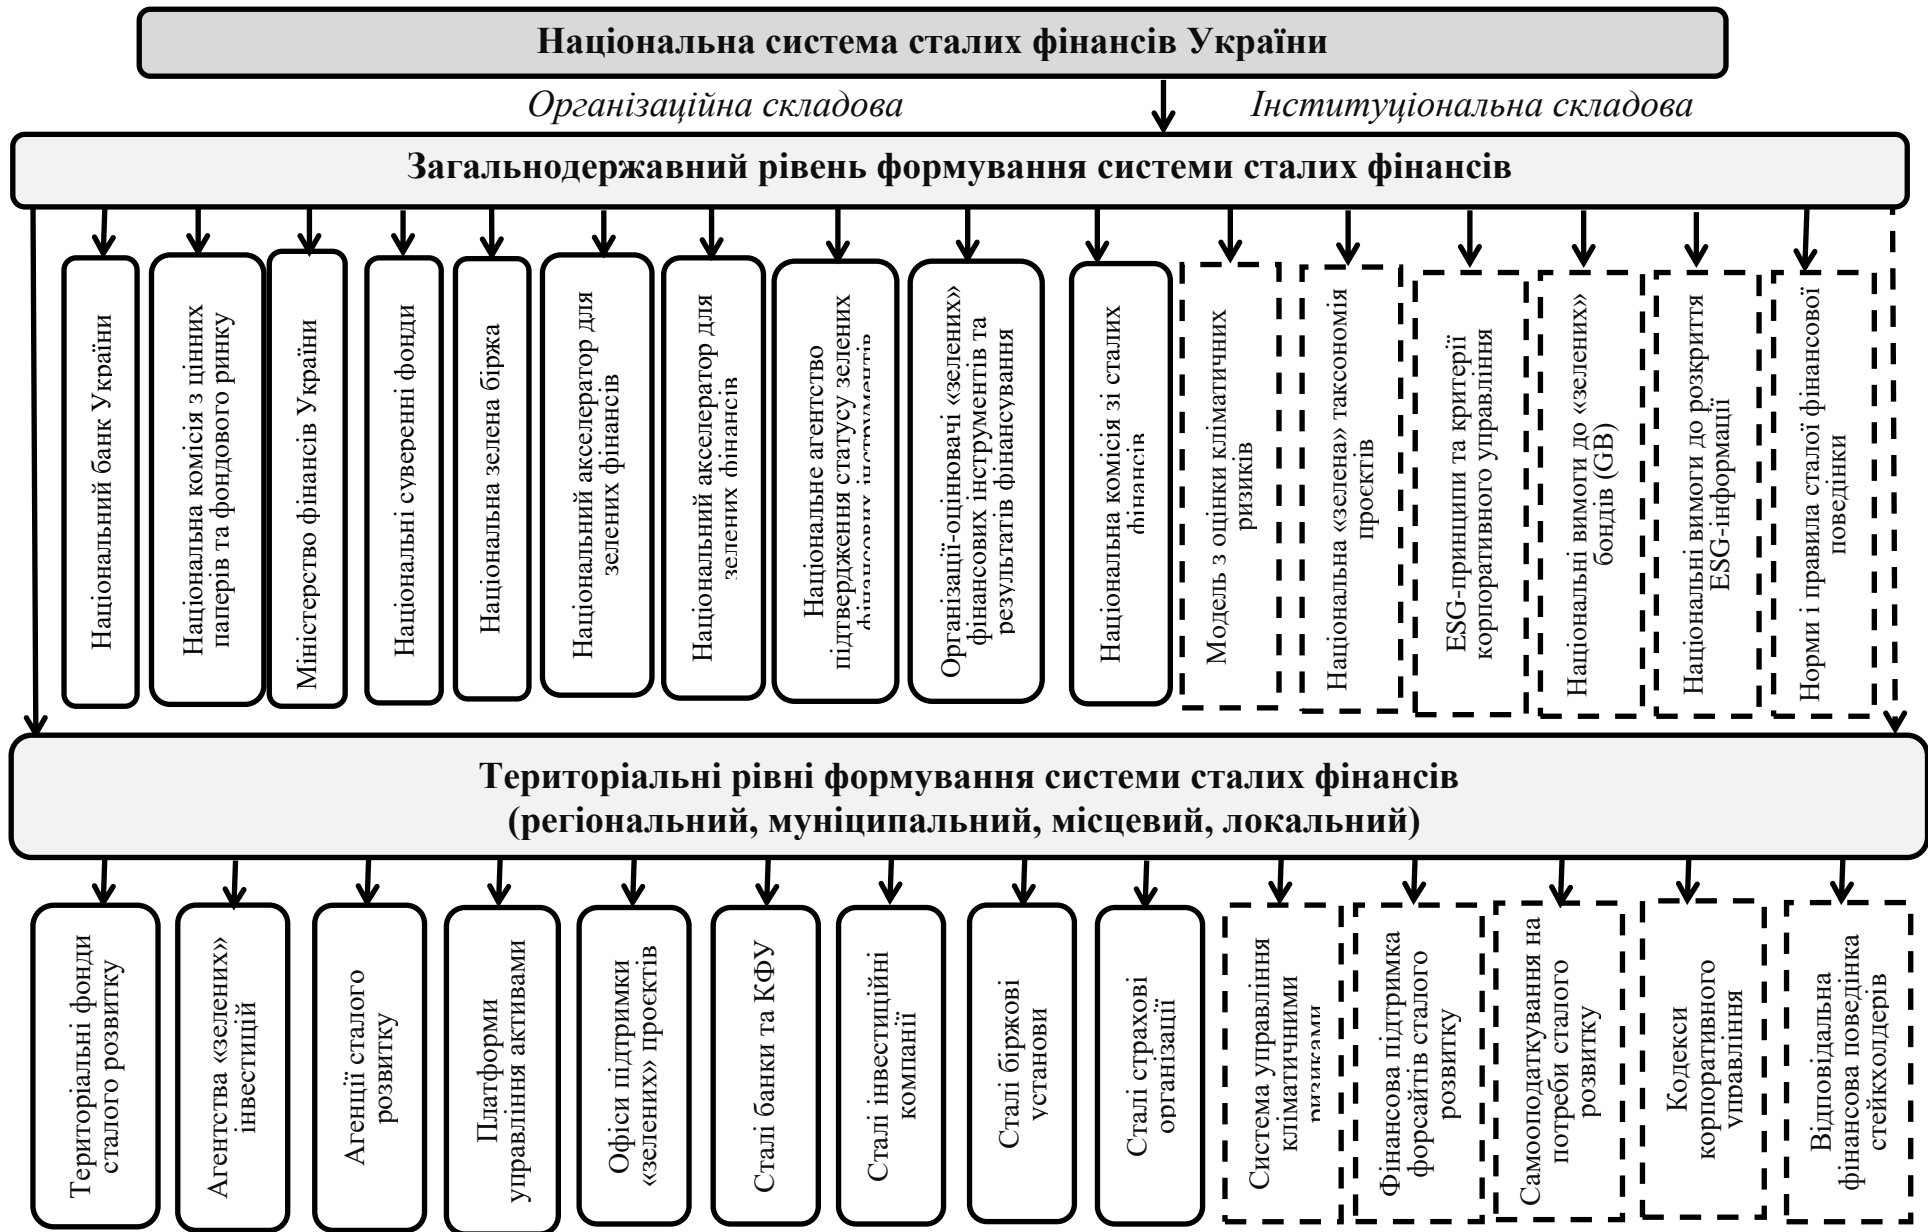 Національна система сталих фінансів України
Організаційна складова
Інституціональна складова
Загальнодержавний рівень формування системи сталих фінансів
Національний банк України
Національна комісія з цінних
паперів та фондового ринку
Міністерство фінансів України
Національні суверенні фонди
Національна зелена біржа
Національний акселератор для
зелених фінансів
Національний акселератор для
зелених фінансів
Національне агентство
підтвердження статусу зелених
фінансових інструментів
Організації-оцінювачі «зелених»
фінансових інструментів та
результатів фінансування
Національна комісія зі сталих
фінансів
Модель з оцінки кліматичних
ризиків
Національна «зелена» таксономія
проєктів
ESG-принципи та критерії
корпоративного управління
Національні вимоги до «зелених»
бондів (GB)
Національні вимоги до розкриття
ESG-інформації
Норми і правила сталої фінансової
поведінки
Територіальні рівні формування системи сталих фінансів
(регіональний, муніципальний, місцевий, локальний)
Територіальні фонди
сталого розвитку
Агентства «зелених»
інвестицій
Агенції сталого
розвитку
Платформи
управління активами
Офіси підтримки
«зелених» проєктів
Сталі банки та КФУ
Сталі інвестиційні
компанії
Сталі біржові
установи
Сталі страхові
організації
Система управління
кліматичними
ризиками
Фінансова підтримка
форсайтів сталого
розвитку
Самооподаткування на
потреби сталого
розвитку
Кодекси
корпоративного
управління
Відповідальна
фінансова поведінка
стейкхолдерів